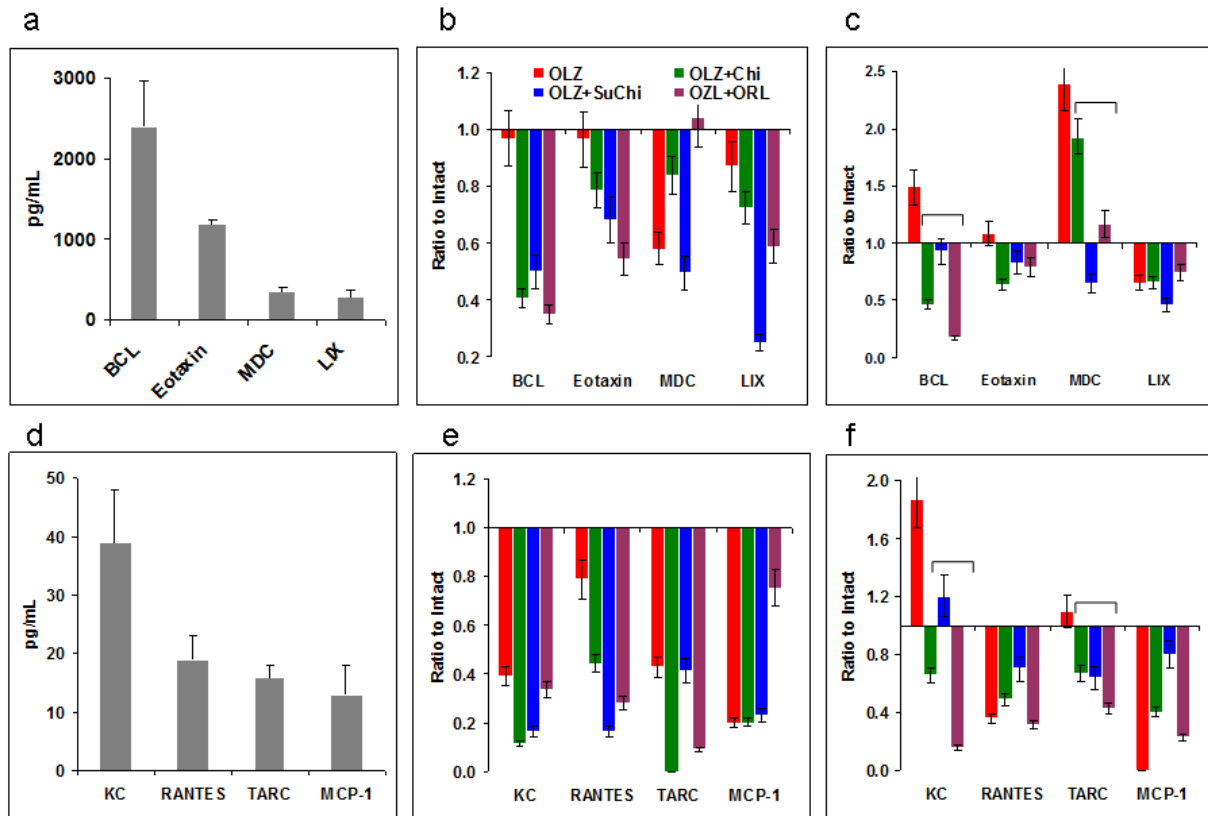 a
3000
2000
1000
0
pg/mL
BCL
Eotaxin
MDC
LIX
b
OLZ
OLZ+Chi
OLZ+SuChi
OZL+ORL
1.2
1.0
0.8
0.6
0.4
0.2
Ratio to Intact
BCL Eotaxin MDC LIX
c
2.5
2.0
1.5
1.0
0.5
0.0
Ratio to Intact
BCL Eotaxin MDC LIX
d
50
40
30
20
10
0
pg/mL
KC RANTES TARC MCP-1
e
1.2
1.0
0.8
0.6
0.4
0.2
0.0
Ratio to Intact
KC RANTES TARC MCP-1
f
2.0
1.6
1.2
0.8
0.4
0.0
Ratio to Intact
KC RANTES TARC MCP-1